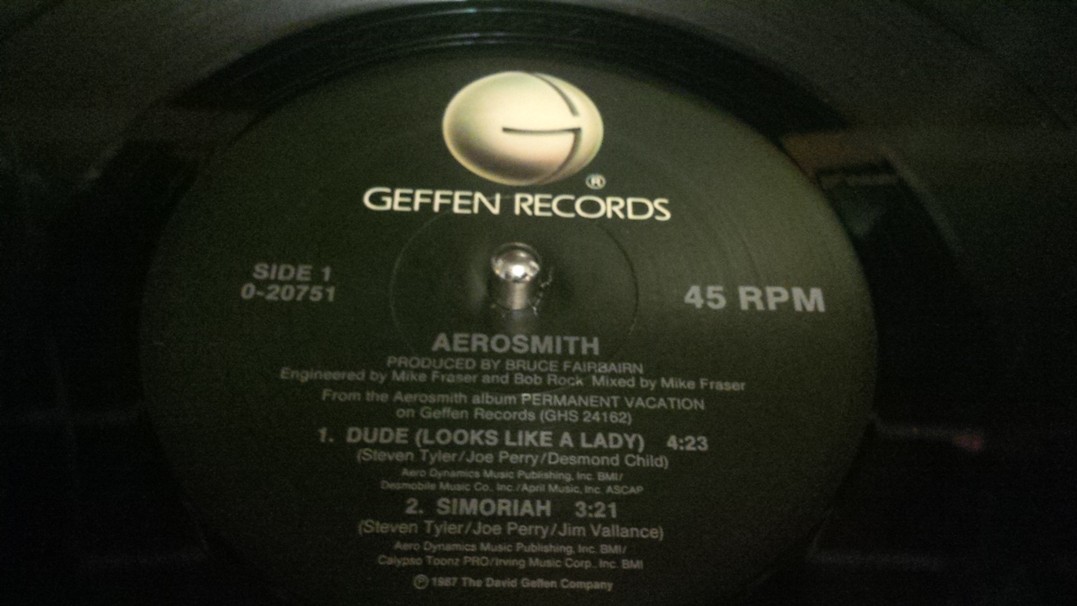 G
®
GEFFEN RECORDS
SIDE 1
0-20751
45 RPM
AEROSMITH
PRODUCED BY BRUCE FAIRBAIRN
Engineered by Mike Fraser and Bob Rock Mixed by Mike Fraser
From the Aerosmith album PERMANENT VACATION
on Geffen Records (GHS 24162)
1. DUDE (LOOKS LIKE A LADY) 4:23
(Steven Tyler/Joe Perry/Desmond Child)
Aero Dynamics Music Publishing, Inc. BMI/
Desmobile Music Co., Inc./April Music, Inc. ASCAP
2. SIMORIAH 3:21
(Steven Tyler/Joe Perry/Jim Vallance)
Aero Dynamics Music Publishing, Inc. BMI/
Calypso Toonz PRO/Irving Music Corp., Inc. BMI
℗ 1987 The David Geffen Company